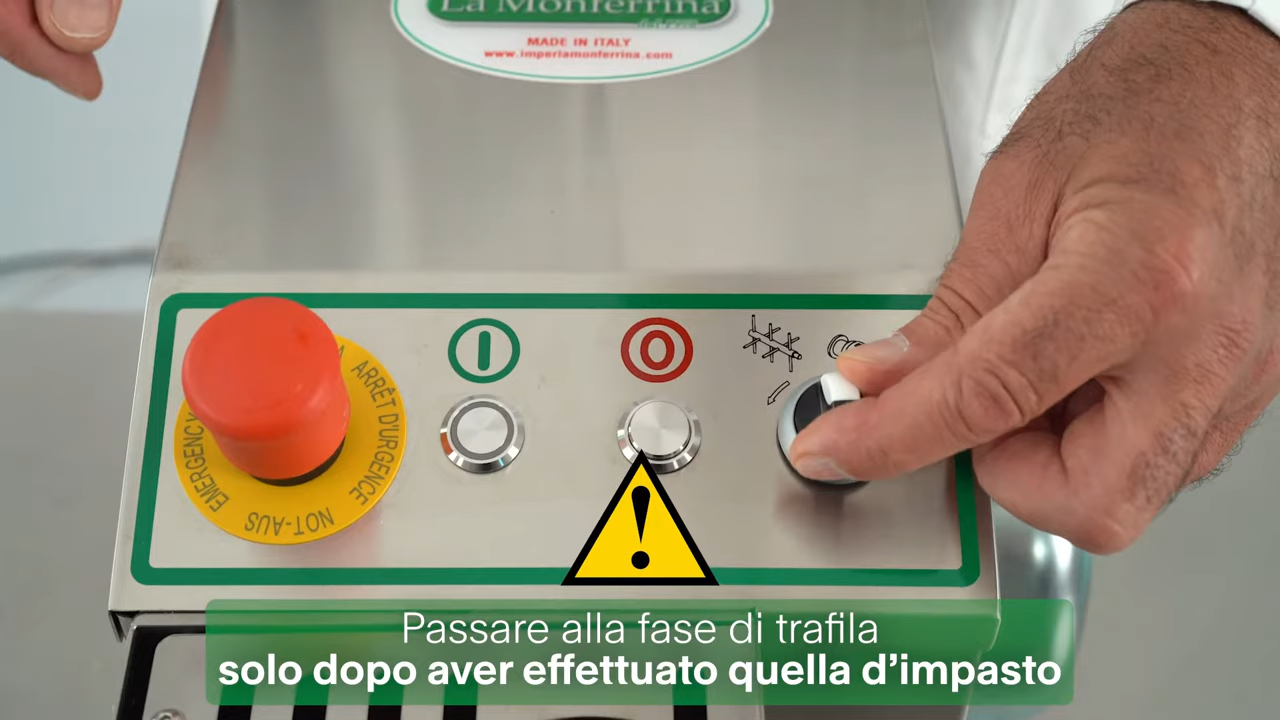 La Monferrina
MADE IN ITALY
www.imperiamonferrina.com
EMERGENCY
ARRÊT D'URGENCE
NOT-AUS
Passare alla fase di trafila
solo dopo aver effettuato quella d’impasto